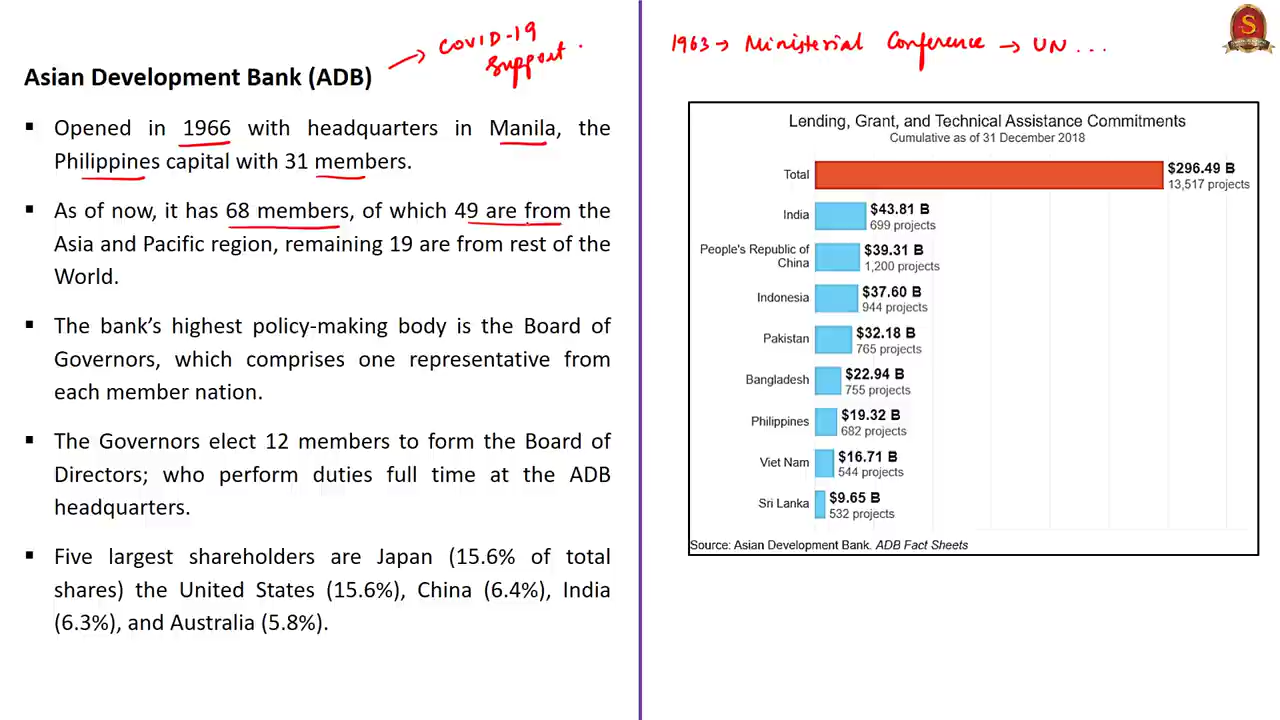 Asian Development Bank (ADB)
→ COVID-19
support.
▪ Opened in 1966 with headquarters in Manila, the
Philippines capital with 31 members.
▪ As of now, it has 68 members, of which 49 are from the
Asia and Pacific region, remaining 19 are from rest of the
World.
▪ The bank’s highest policy-making body is the Board of
Governors, which comprises one representative from
each member nation.
▪ The Governors elect 12 members to form the Board of
Directors; who perform duties full time at the ADB
headquarters.
▪ Five largest shareholders are Japan (15.6% of total
shares) the United States (15.6%), China (6.4%), India
(6.3%), and Australia (5.8%).
1963 → Ministerial Conference → UN ...
S
Lending, Grant, and Technical Assistance Commitments
Cumulative as of 31 December 2018
Total
$296.49 B
13,517 projects
India
$43.81 B
699 projects
People's Republic of
China
$39.31 B
1,200 projects
Indonesia
$37.60 B
944 projects
Pakistan
$32.18 B
765 projects
Bangladesh
$22.94 B
755 projects
Philippines
$19.32 B
682 projects
Viet Nam
$16.71 B
544 projects
Sri Lanka
$9.65 B
532 projects
Source: Asian Development Bank. ADB Fact Sheets